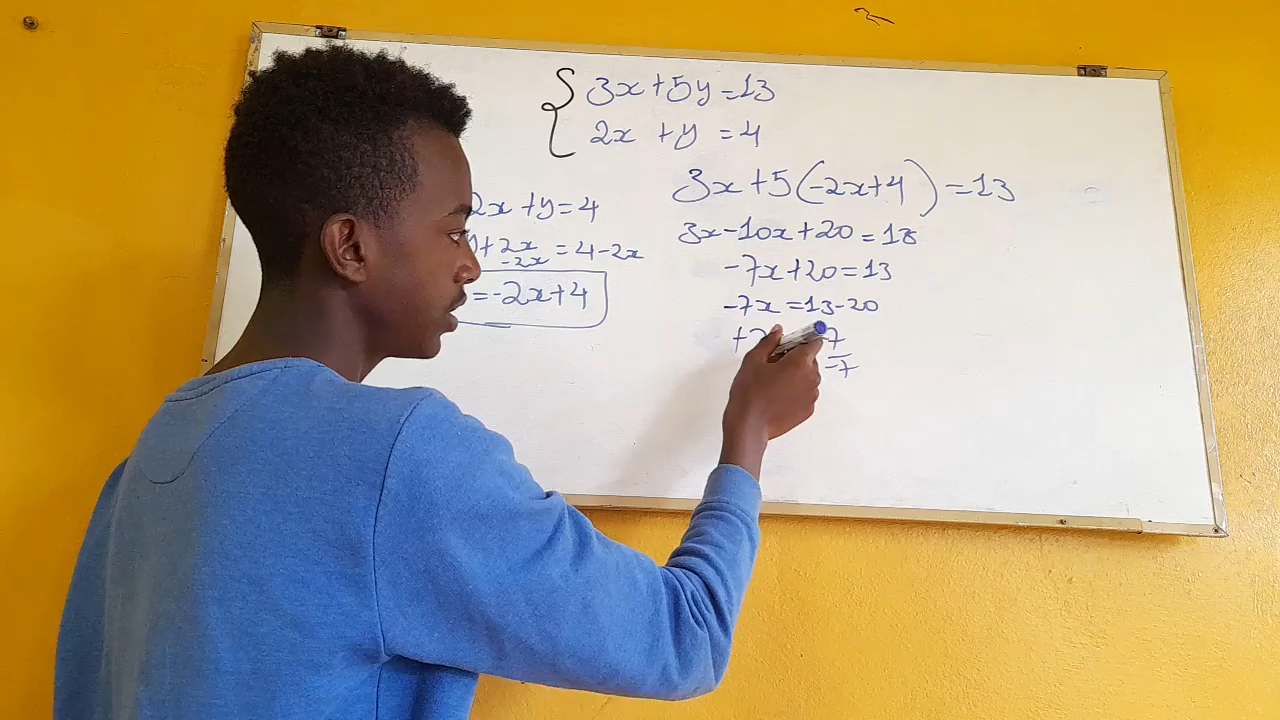 3x+5y=13
2x+y=4
2x+y=4
+2x=4-2x
-2x
=-2x+4
3x+5(-2x+4)=13
3x-10x+20=13
-7x+20=13
-7x=13-20
7
-7